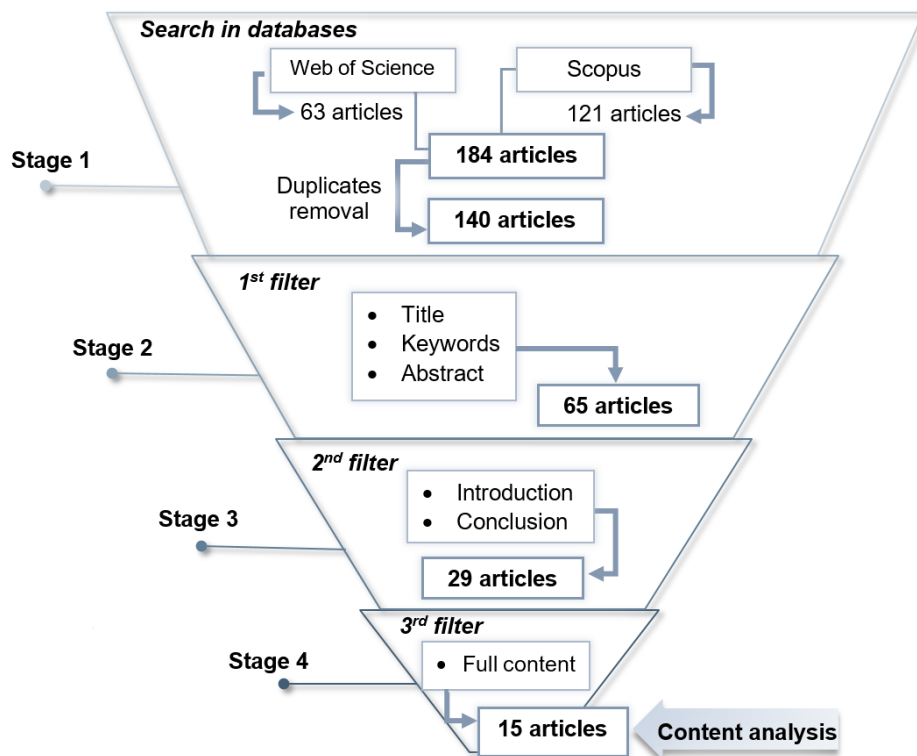 Search in databases
Web of Science
Scopus
63 articles
121 articles
184 articles
Stage 1
Duplicates
removal
140 articles
1st filter
• Title
• Keywords
• Abstract
Stage 2
65 articles
2nd filter
• Introduction
• Conclusion
Stage 3
29 articles
3rd filter
• Full content
Stage 4
15 articles
Content analysis